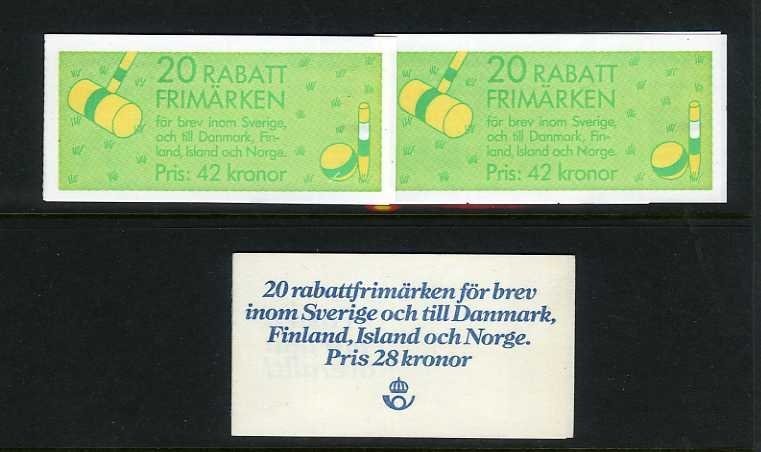 20 RABATT
FRIMÄRKEN
för brev inom Sverige,
och till Danmark, Fin-
land, Island och Norge.
Pris: 42 kronor
20 RABATT
FRIMÄRKEN
för brev inom Sverige,
och till Danmark, Fin-
land, Island och Norge.
Pris: 42 kronor
20 rabattfrimärken för brev
inom Sverige och till Danmark,
Finland, Island och Norge.
Pris 28 kronor